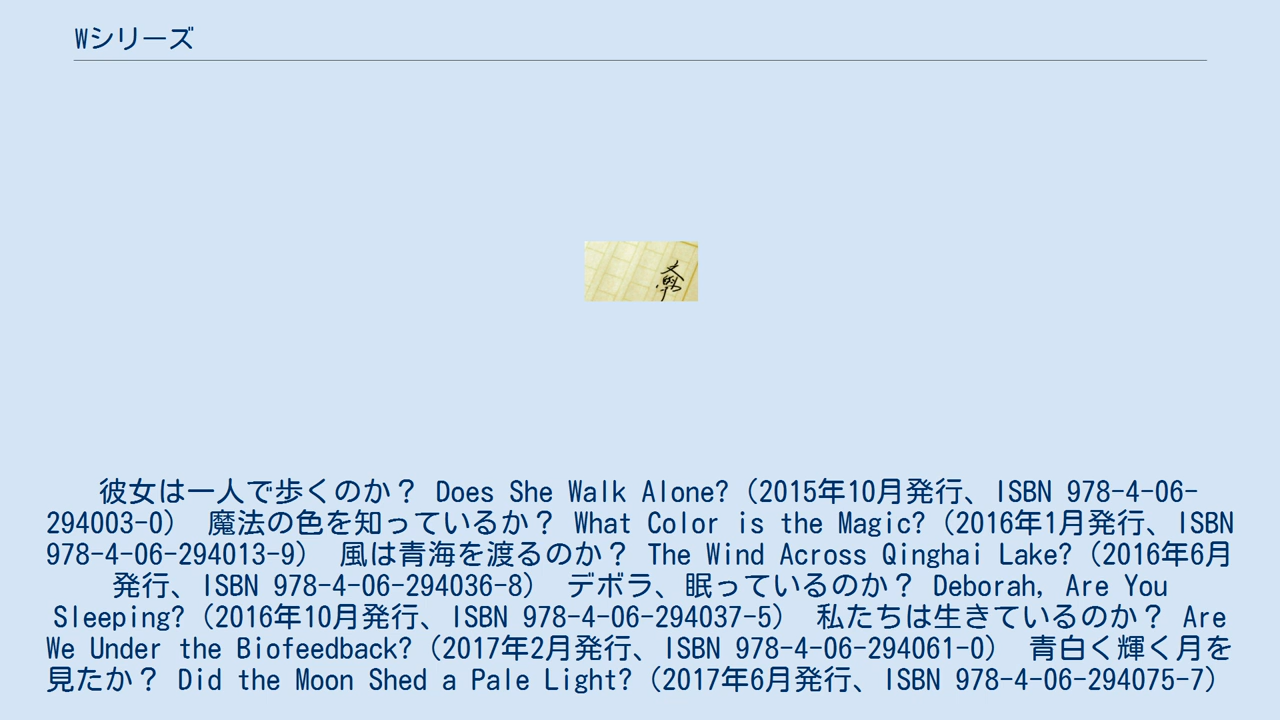 Wシリーズ
彼女は一人で歩くのか？ Does She Walk Alone?（2015年10月発行、ISBN 978-4-06-
294003-0） 魔法の色を知っているか？ What Color is the Magic?（2016年1月発行、ISBN
978-4-06-294013-9） 風は青海を渡るのか？ The Wind Across Qinghai Lake?（2016年6月
発行、ISBN 978-4-06-294036-8） デボラ、眠っているのか？ Deborah, Are You
Sleeping?（2016年10月発行、ISBN 978-4-06-294037-5） 私たちは生きているのか？ Are
We Under the Biofeedback?（2017年2月発行、ISBN 978-4-06-294061-0） 青白く輝く月を
見たか？ Did the Moon Shed a Pale Light?（2017年6月発行、ISBN 978-4-06-294075-7）